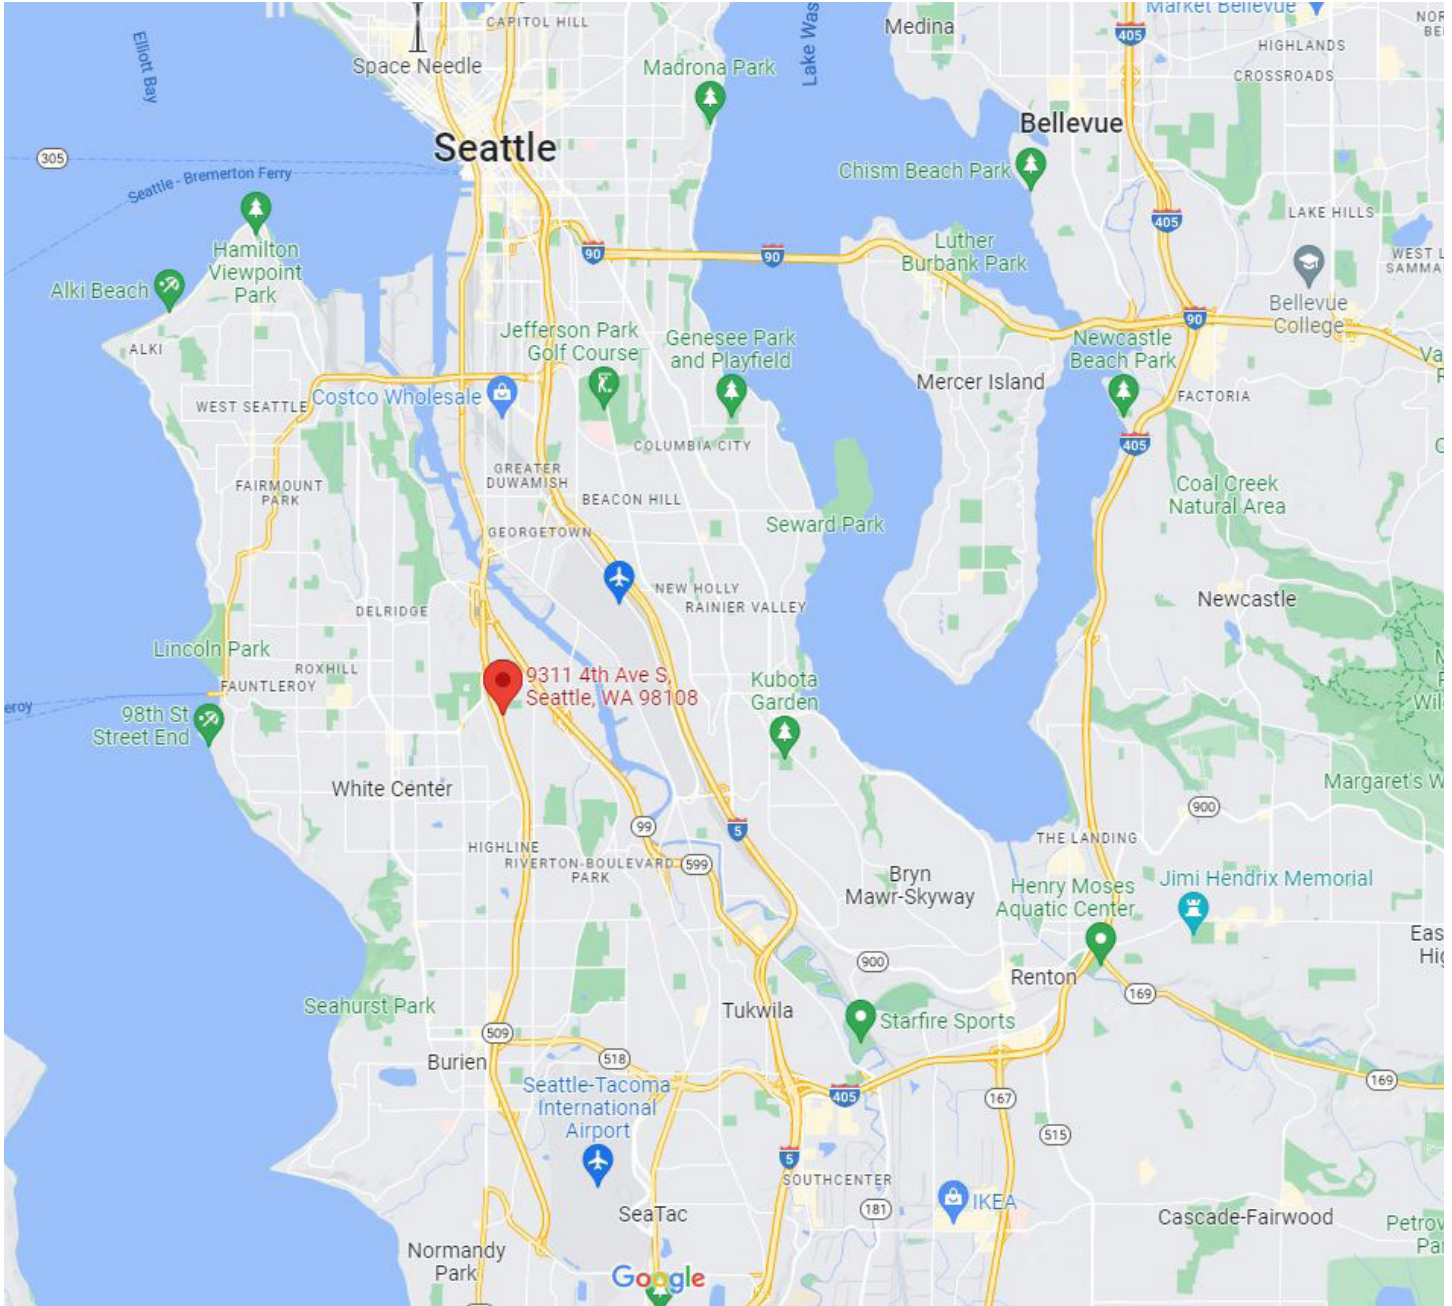 Market Bellevue
CAPITOL HILL
Medina
Elliott Bay
Space Needle
Madrona Park
405
HIGHLANDS
CROSSROADS
Seattle
Bellevue
305
Seattle - Bremerton Ferry
Chism Beach Park
405
LAKE HILLS
Hamilton
Viewpoint
Park
90
90
Luther
Burbank Park
Alki Beach
Bellevue
College
90
ALKI
Jefferson Park
Golf Course
Genesee Park
and Playfield
Newcastle
Beach Park
Mercer Island
WEST SEATTLE
Costco Wholesale
FACTORIA
COLUMBIA CITY
405
GREATER
DUWAMISH
FAIRMOUNT
PARK
BEACON HILL
Coal Creek
Natural Area
Seward Park
GEORGETOWN
NEW HOLLY
RAINIER VALLEY
DELRIDGE
Newcastle
Lincoln Park
ROXHILL
FAUNTLEROY
9311 4th Ave S,
Seattle, WA 98108
Kubota
Garden
eroy
98th St
Street End
White Center
Margaret's W
900
99
5
THE LANDING
HIGHLINE
RIVERTON-BOULEVARD
PARK
599
Bryn
Mawr-Skyway
Henry Moses
Aquatic Center
Jimi Hendrix Memorial
900
Renton
169
Seahurst Park
Tukwila
Starfire Sports
509
Burien
518
Seattle-Tacoma
International
Airport
405
167
169
515
5
SOUTHCENTER
IKEA
181
SeaTac
Cascade-Fairwood
Normandy
Park
Google